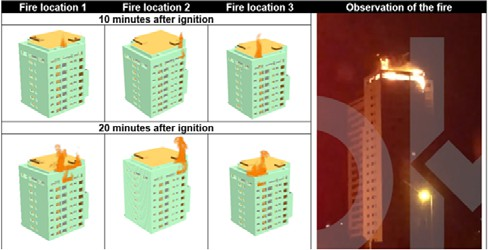 Fire location 1 Fire location 2 Fire location 3 Observation of the fire
10 minutes after ignition
20 minutes after ignition